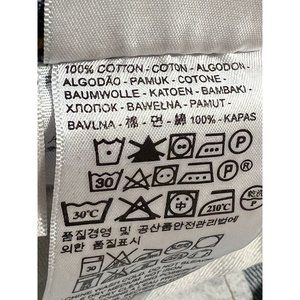 100% COTTON - COTON - ALGODON -
ALGODÃO - PAMUK - COTONE -
BAUMWOLLE - KATOEN - BAMBAKI -
ХЛОПОК - BAWEŁNA - PAMUT -
BAVLNA - 棉 - 면 - 綿 100% - KAPAS
P
30 P
30℃ 中 210℃
품질경영 및 공산품안전관리법에
의한 품질표시
30